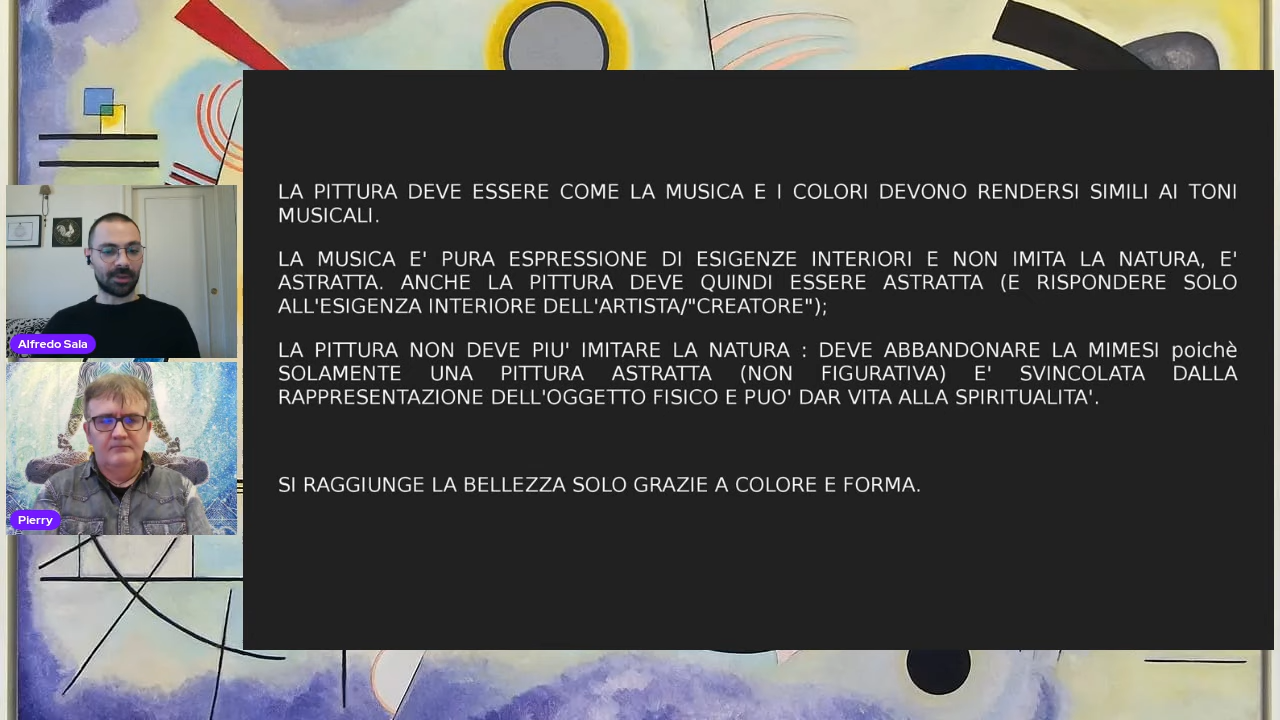 LA PITTURA DEVE ESSERE COME LA MUSICA E I COLORI DEVONO RENDERSI SIMILI AI TONI
MUSICALI.
LA MUSICA E' PURA ESPRESSIONE DI ESIGENZE INTERIORI E NON IMITA LA NATURA, E'
ASTRATTA. ANCHE LA PITTURA DEVE QUINDI ESSERE ASTRATTA (E RISPONDERE SOLO
ALL'ESIGENZA INTERIORE DELL'ARTISTA/"CREATORE");
LA PITTURA NON DEVE PIU' IMITARE LA NATURA : DEVE ABBANDONARE LA MIMESI poichè
SOLAMENTE UNA PITTURA ASTRATTA (NON FIGURATIVA) E' SVINCOLATA DALLA
RAPPRESENTAZIONE DELL'OGGETTO FISICO E PUO' DAR VITA ALLA SPIRITUALITA'.
SI RAGGIUNGE LA BELLEZZA SOLO GRAZIE A COLORE E FORMA.
Alfredo Sala
Pierry